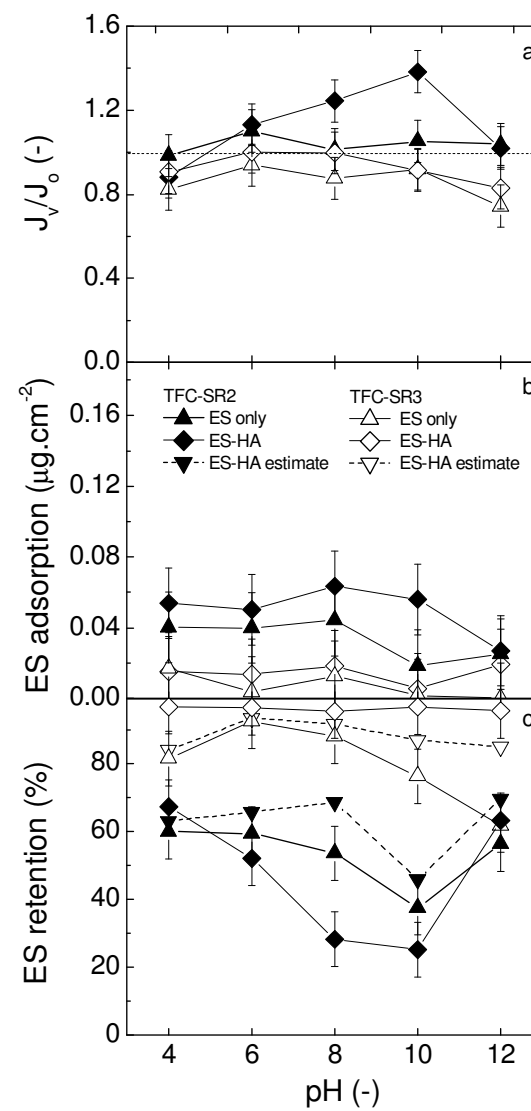 1.6
1.2
0.8
0.4
0.0
Jv/Jo (-)
a
0.16
0.12
0.08
0.04
0.00
ES adsorption (μg.cm⁻²)
b
TFC-SR2 TFC-SR3
ES only ES only
ES-HA ES-HA
ES-HA estimate ES-HA estimate
80
60
40
20
0
ES retention (%)
c
4 6 8 10 12
pH (-)